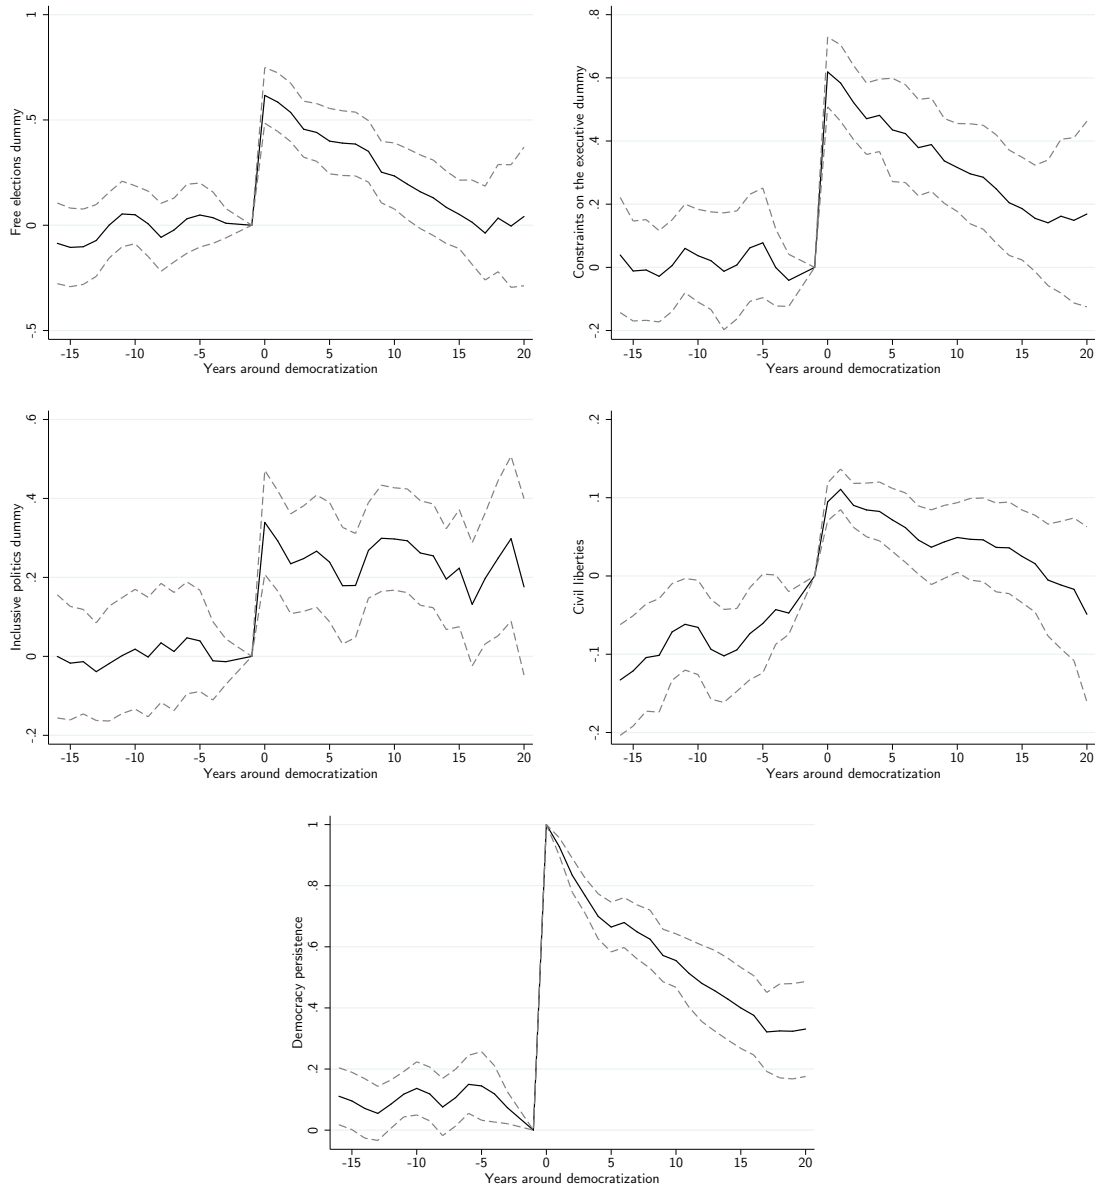 Free elections dummy
1
.5
0
-.5
-15 -10 -5 0 5 10 15 20
Years around democratization
Constraints on the executive dummy
.8
.6
.4
.2
0
-.2
-15 -10 -5 0 5 10 15 20
Years around democratization
Inclussive politics dummy
.6
.4
.2
0
-.2
-15 -10 -5 0 5 10 15 20
Years around democratization
Civil liberties
.2
.1
0
-.1
-.2
-15 -10 -5 0 5 10 15 20
Years around democratization
Democracy persistence
1
.8
.6
.4
.2
0
-15 -10 -5 0 5 10 15 20
Years around democratization